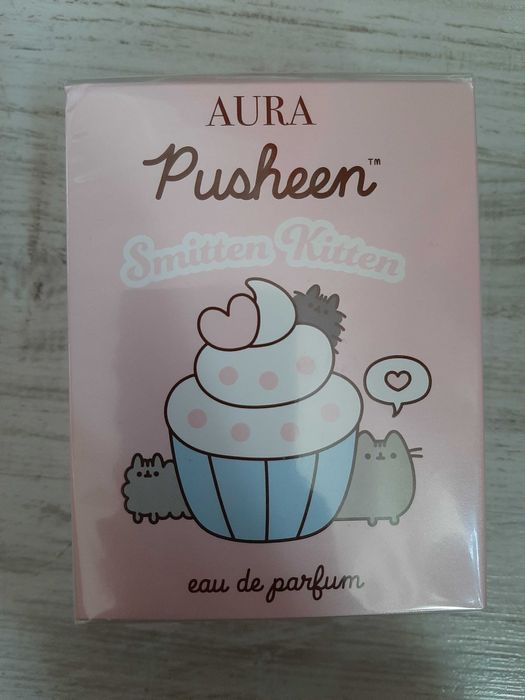 AURA
Pusheen™
Smitten Kitten
eau de parfum